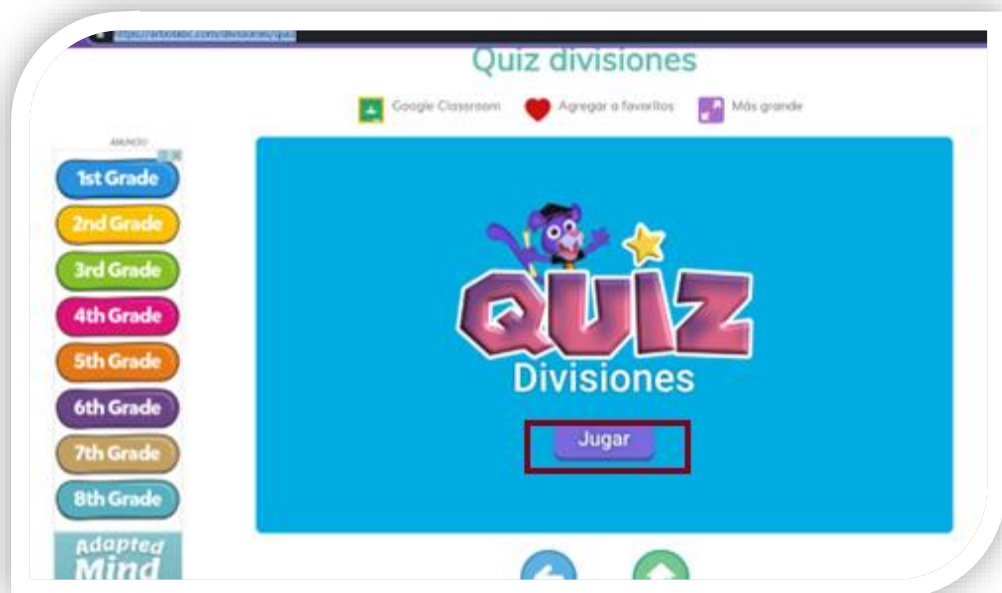 Quiz divisiones
Google Classroom
Agregar a favoritos
Más grande
ANUNCIO
1st Grade
2nd Grade
3rd Grade
4th Grade
5th Grade
6th Grade
7th Grade
8th Grade
Adapted
Mind
QUIZ
Divisiones
Jugar